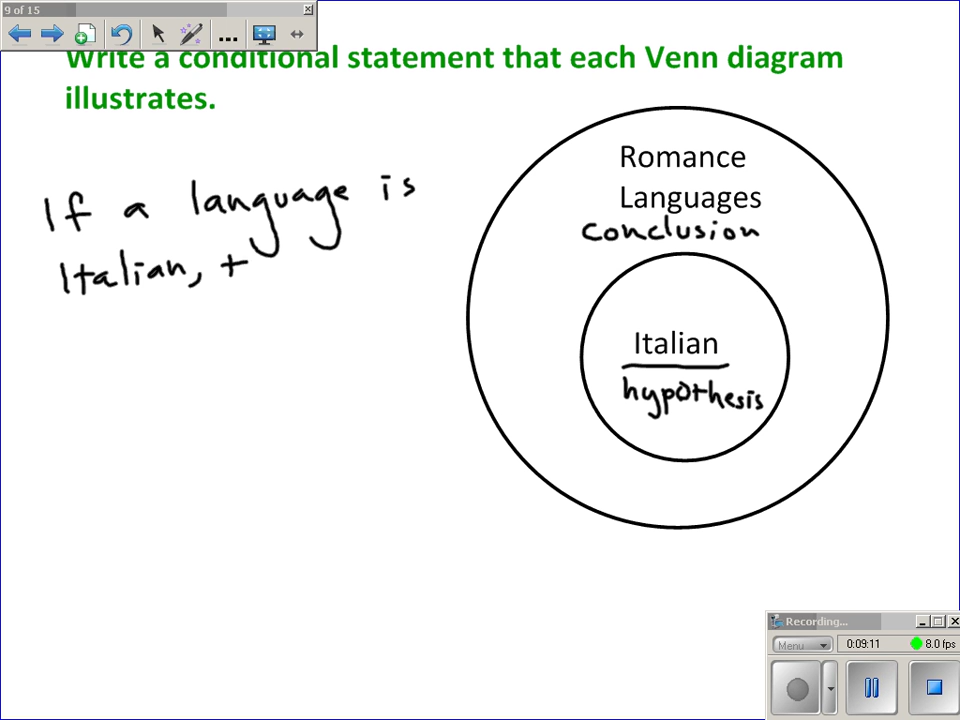 9 of 15
Write a conditional statement that each Venn diagram
illustrates.
If a language is
Italian, t
Romance
Languages
conclusion
Italian
hypothesis
Recording...
Menu
0:09:11
8.0 fps